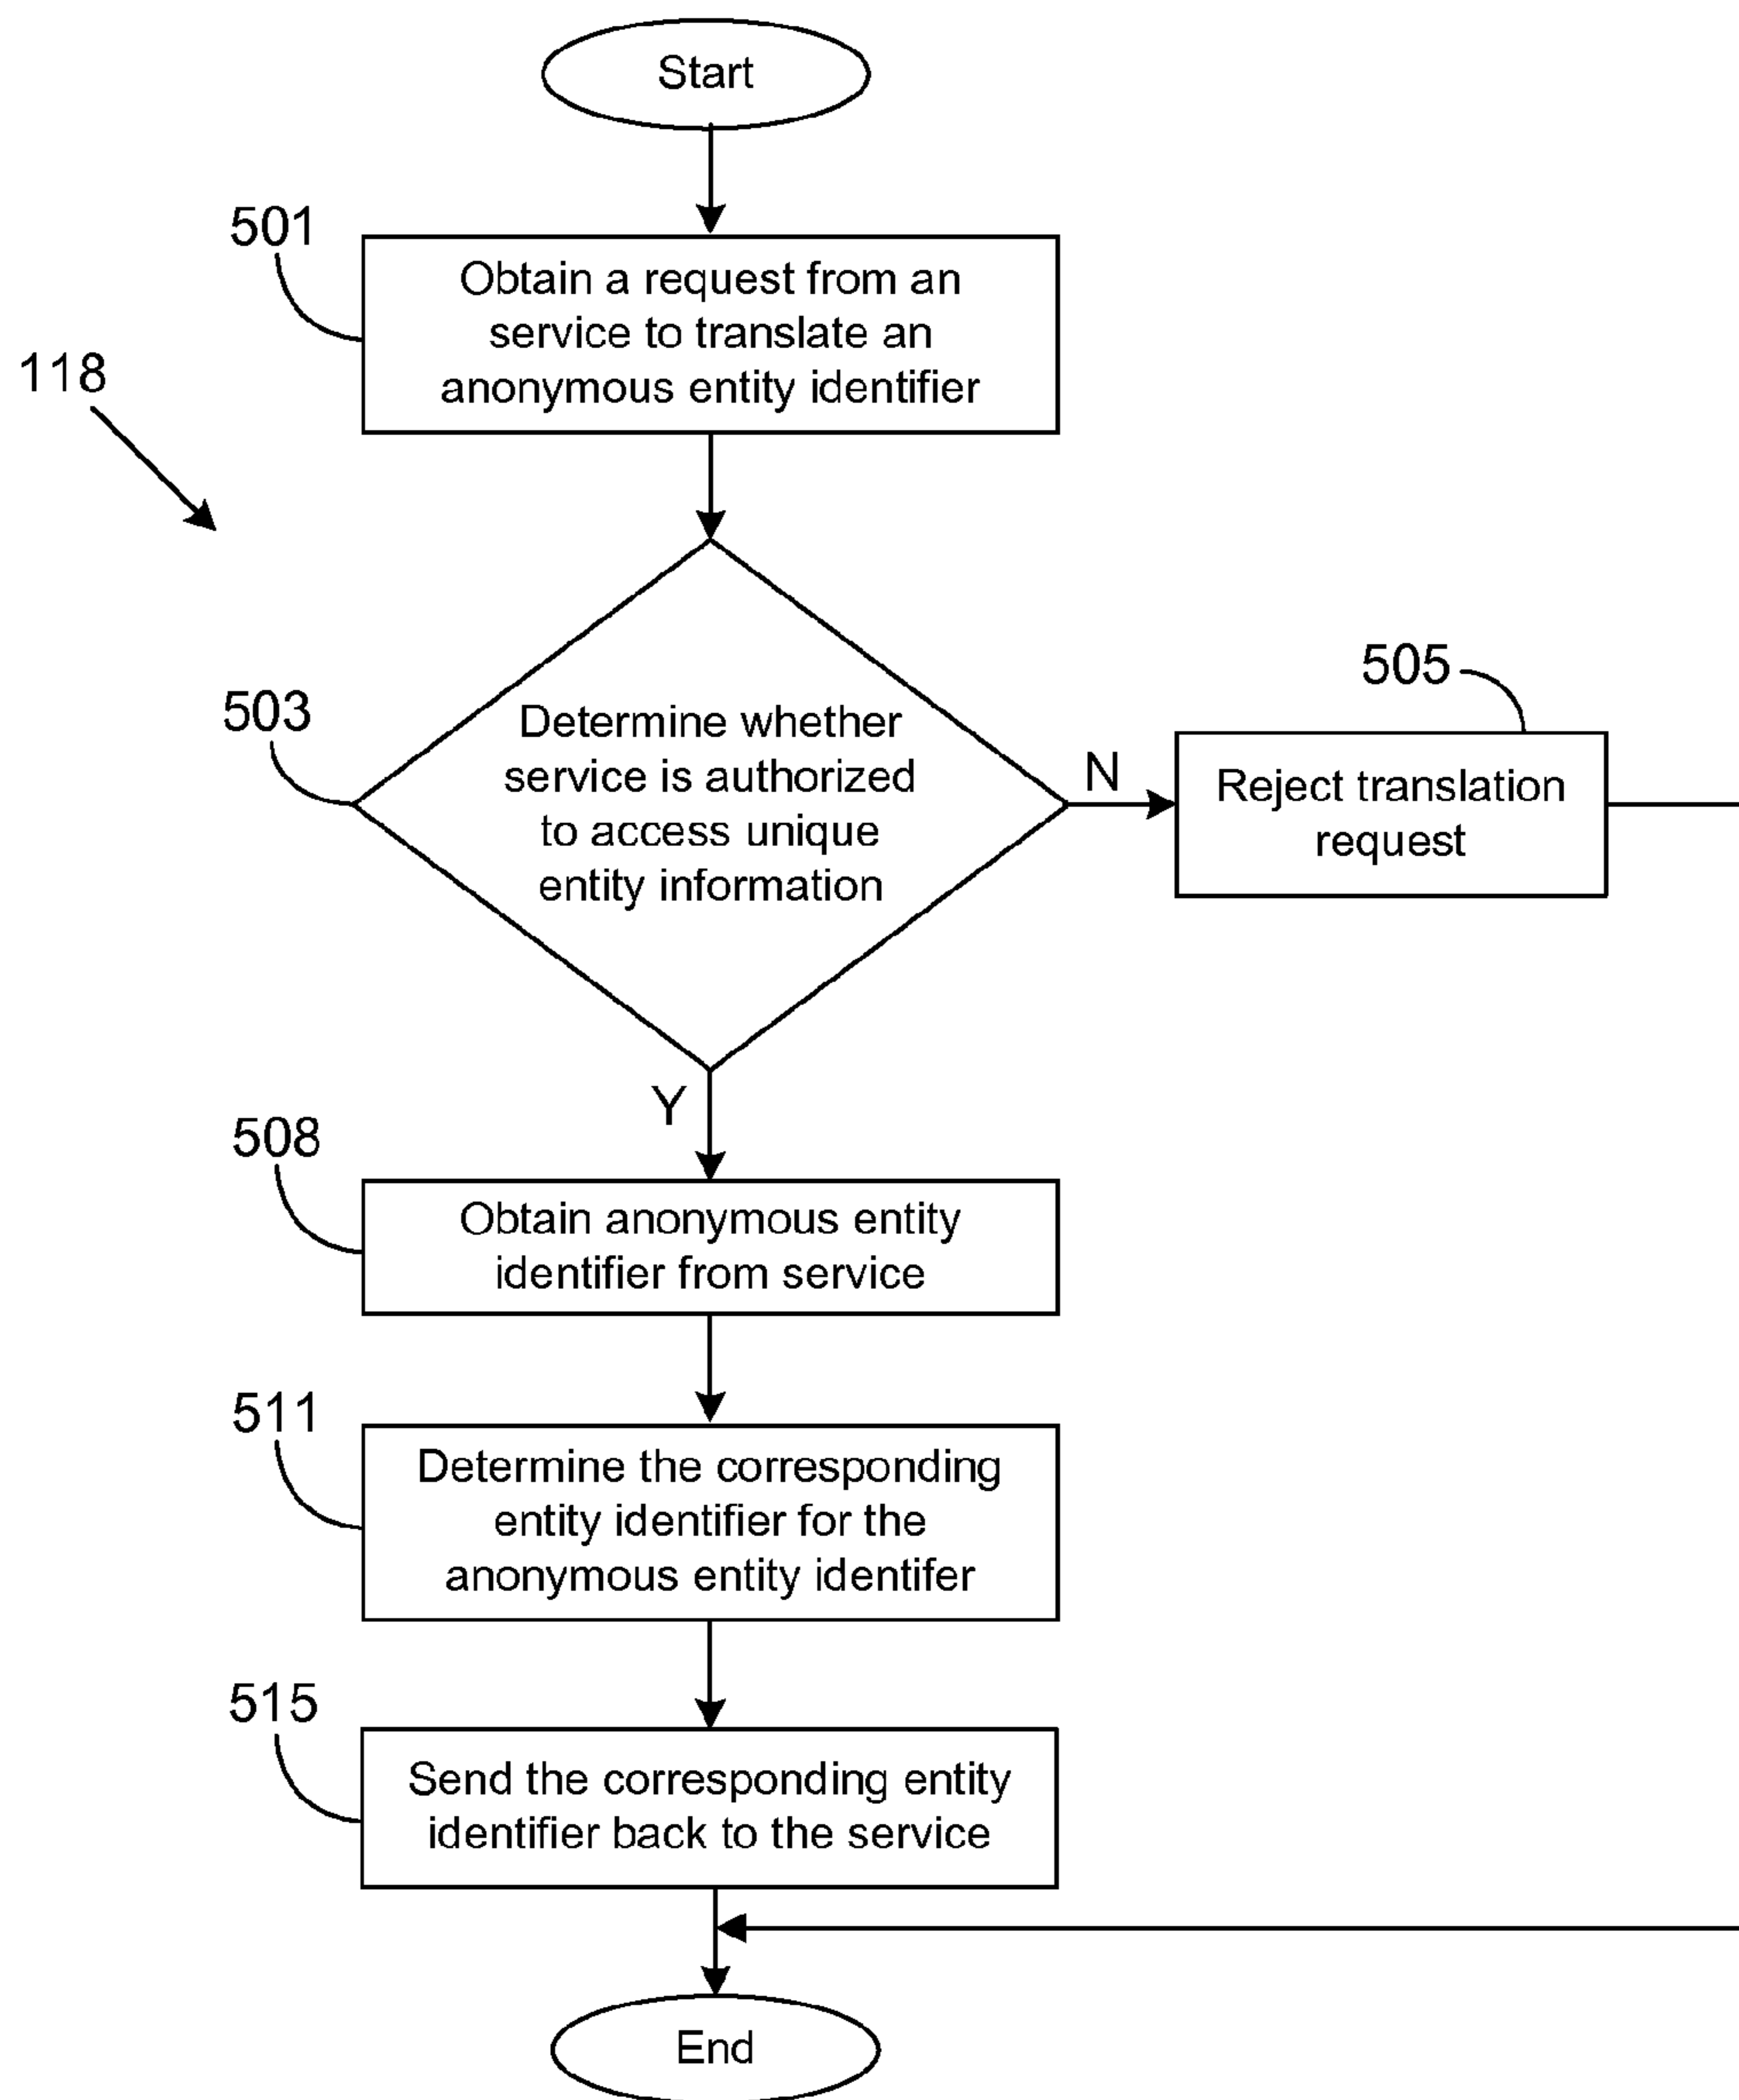 Start
501
Obtain a request from an
service to translate an
anonymous entity identifier
118
503
Determine whether
service is authorized
to access unique
entity information
N
505
Reject translation
request
Y
508
Obtain anonymous entity
identifier from service
511
Determine the corresponding
entity identifier for the
anonymous entity identifer
515
Send the corresponding entity
identifier back to the service
End